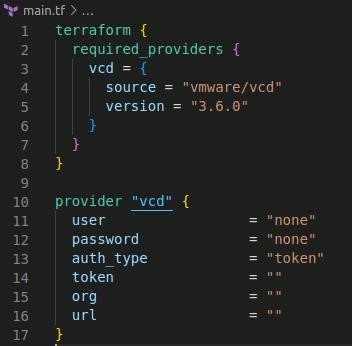 main.tf > ...
1 terraform {
2 required_providers {
3 vcd = {
4 source = "vmware/vcd"
5 version = "3.6.0"
6 }
7 }
8 }
9
10 provider "vcd" {
11 user = "none"
12 password = "none"
13 auth_type = "token"
14 token = ""
15 org = ""
16 url = ""
17 }